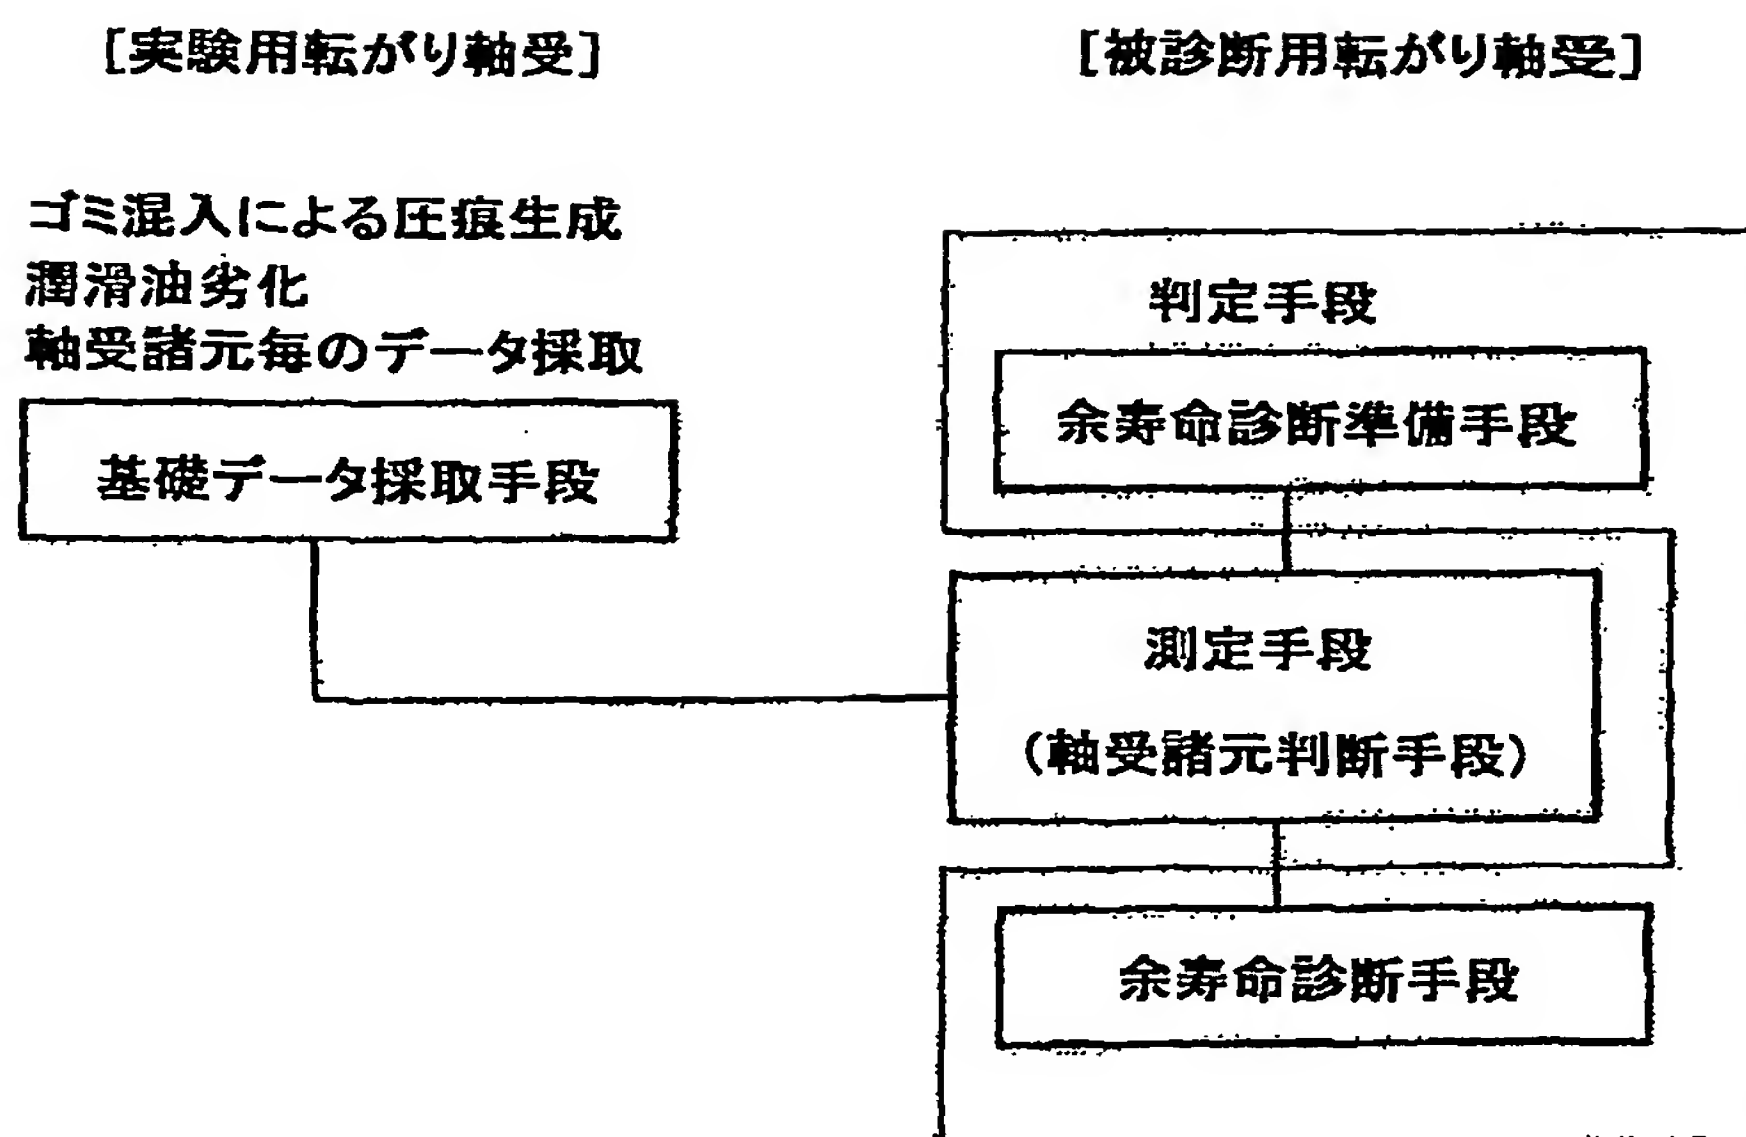 [実験用転がり軸受]
[被診断用転がり軸受]
ゴミ混入による圧痕生成
潤滑油劣化
軸受諸元毎のデータ採取
基礎データ採取手段
判定手段
余寿命診断準備手段
測定手段
(軸受諸元判断手段)
余寿命診断手段